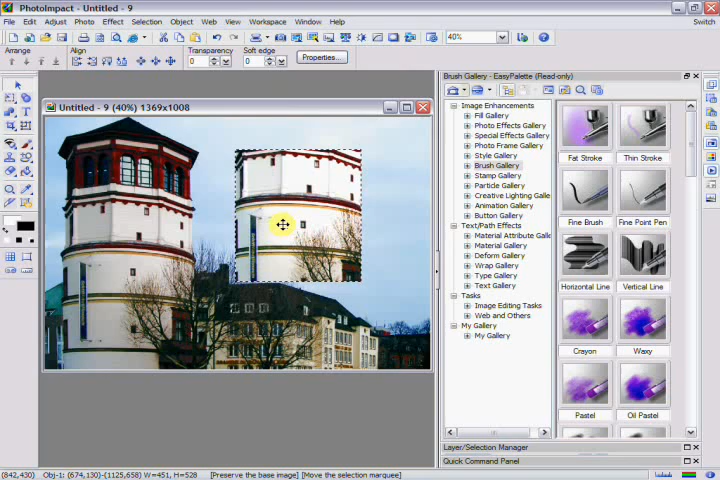 PhotoImpact - Untitled - 9
File Edit Adjust Photo Effect Selection Object Web View Workspace Window Help Switch
40%
Arrange Align Transparency Soft edge
0 0 Properties...
Untitled - 9 (40%) 1369x1008
Brush Gallery - EasyPalette (Read-only)
Image Enhancements
Fill Gallery
Photo Effects Gallery
Special Effects Gallery
Photo Frame Gallery
Style Gallery
Brush Gallery
Stamp Gallery
Particle Gallery
Creative Lighting Galle
Animation Gallery
Button Gallery
Text/Path Effects
Material Attribute Galle
Material Gallery
Deform Gallery
Wrap Gallery
Type Gallery
Text Gallery
Tasks
Image Editing Tasks
Web and Others
My Gallery
My Gallery
Fat Stroke Thin Stroke
Fine Brush Fine Point Pen
Horizontal Line Vertical Line
Crayon Waxy
Pastel Oil Pastel
Layer/Selection Manager
Quick Command Panel
(842,430) Obj-1: (674,130)-(1125,658) W=451, H=528 [Preserve the base image] [Move the selection marquee]